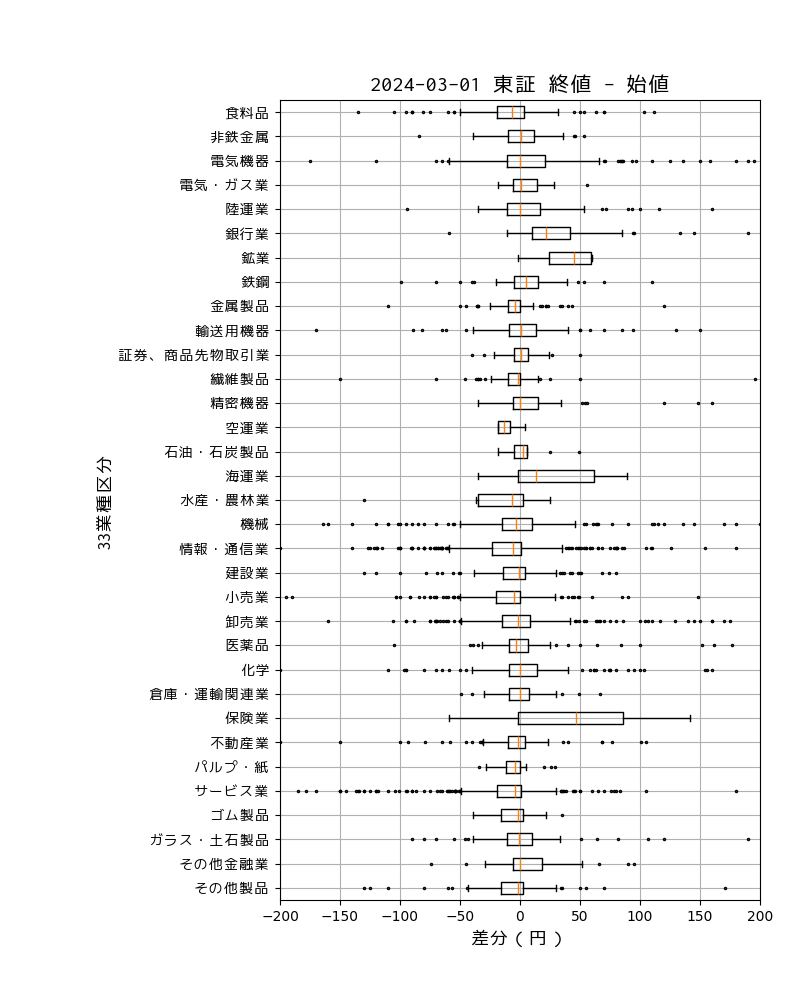 2024-03-01 東証 終値 - 始値
食料品
非鉄金属
電気機器
電気・ガス業
陸運業
銀行業
鉱業
鉄鋼
金属製品
輸送用機器
証券、商品先物取引業
繊維製品
精密機器
空運業
石油・石炭製品
海運業
水産・農林業
機械
情報・通信業
建設業
小売業
卸売業
医薬品
化学
倉庫・運輸関連業
保険業
不動産業
パルプ・紙
サービス業
ゴム製品
ガラス・土石製品
その他金融業
その他製品
33業種区分
−200 −150 −100 −50 0 50 100 150 200
差分（円）